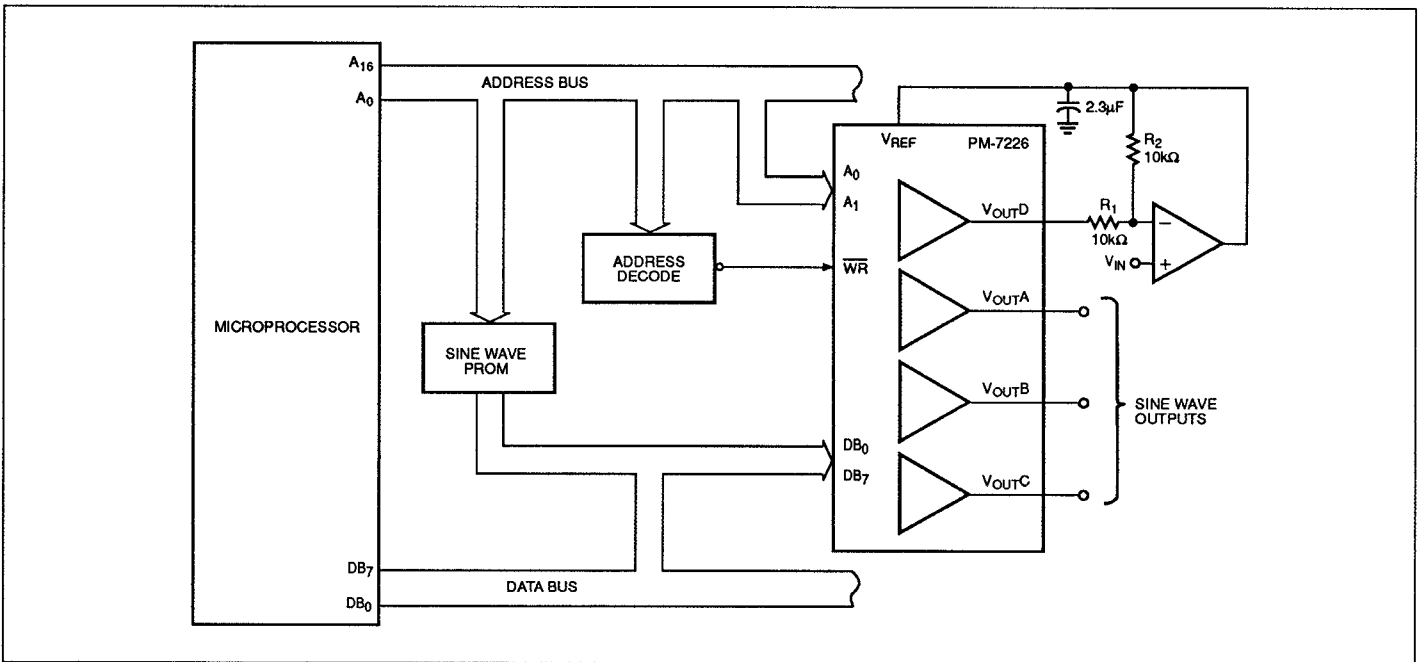 MICROPROCESSOR
A16
A0
ADDRESS BUS
SINE WAVE
PROM
ADDRESS
DECODE
DB7
DB0
DATA BUS
VREF
PM-7226
A0
A1
WR
DB0
DB7
VOUTD
VOUTA
VOUTB
VOUTC
2.3µF
R2
10kΩ
R1
10kΩ
VIN
−
+
SINE WAVE
OUTPUTS